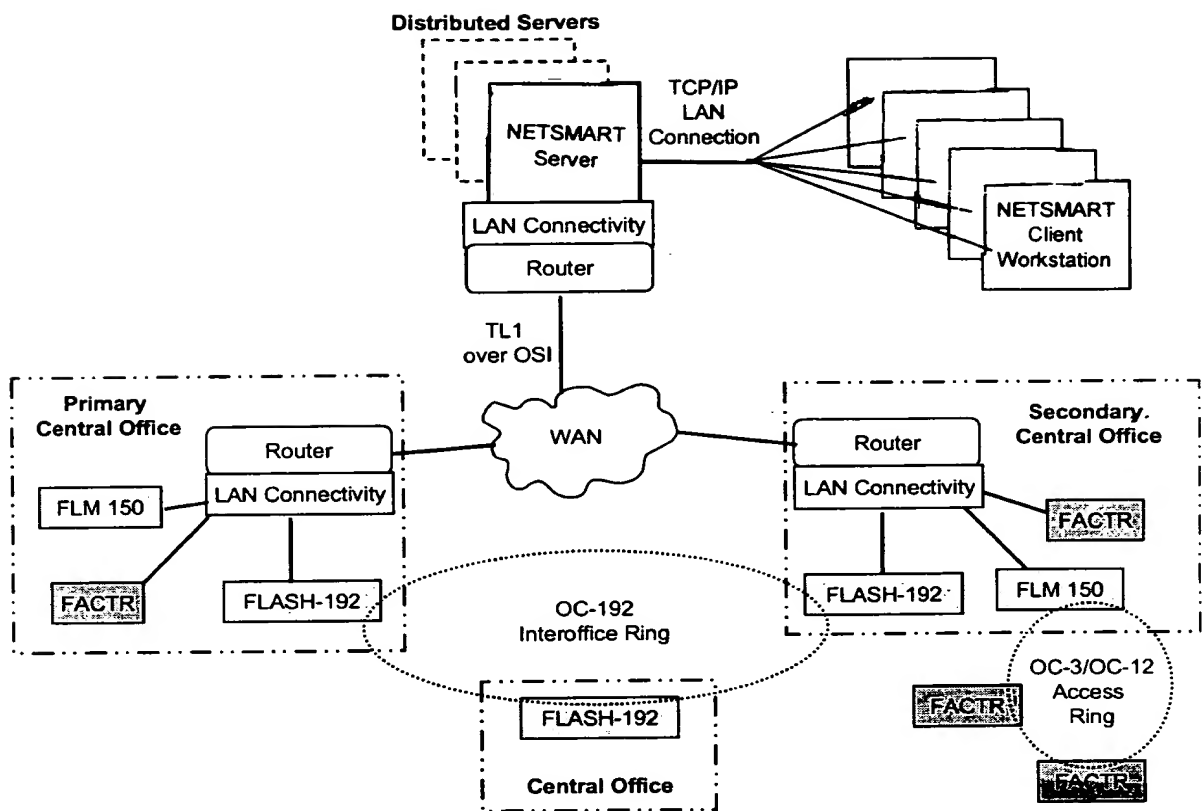 Distributed Servers
NETSMART
Server
TCP/IP
LAN
Connection
NETSMART
Client
Workstation
LAN Connectivity
Router
TL1
over OSI
WAN
Primary
Central Office
Router
LAN Connectivity
FLM 150
FACTR
FLASH-192
Secondary.
Central Office
Router
LAN Connectivity
FACTR
FLASH-192
FLM 150
OC-192
Interoffice Ring
OC-3/OC-12
Access
Ring
FACTR
FACTR
FLASH-192
Central Office